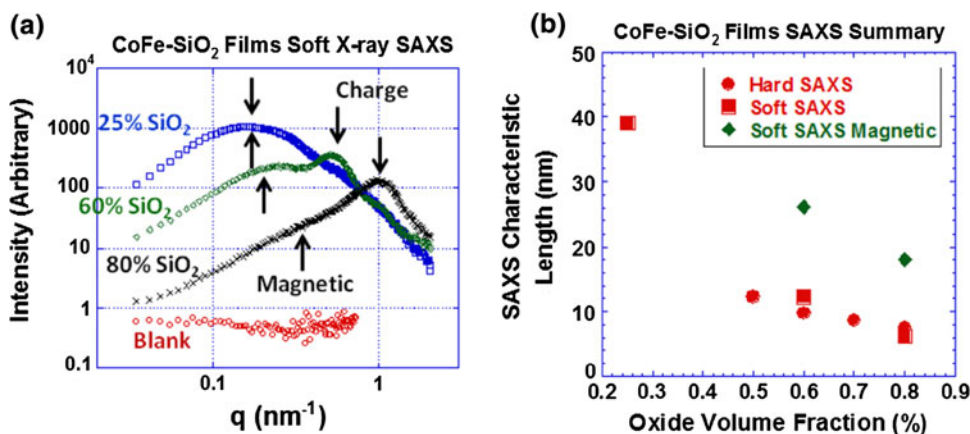 (a)
CoFe-SiO₂ Films Soft X-ray SAXS
Intensity (Arbitrary)
10⁴
1000
100
10
1
0.1
25% SiO₂
60% SiO₂
80% SiO₂
Charge
Magnetic
Blank
0.1
1
q (nm⁻¹)
(b)
CoFe-SiO₂ Films SAXS Summary
SAXS Characteristic
Length (nm)
50
40
30
20
10
0
Hard SAXS
Soft SAXS
Soft SAXS Magnetic
0.2 0.3 0.4 0.5 0.6 0.7 0.8 0.9
Oxide Volume Fraction (%)